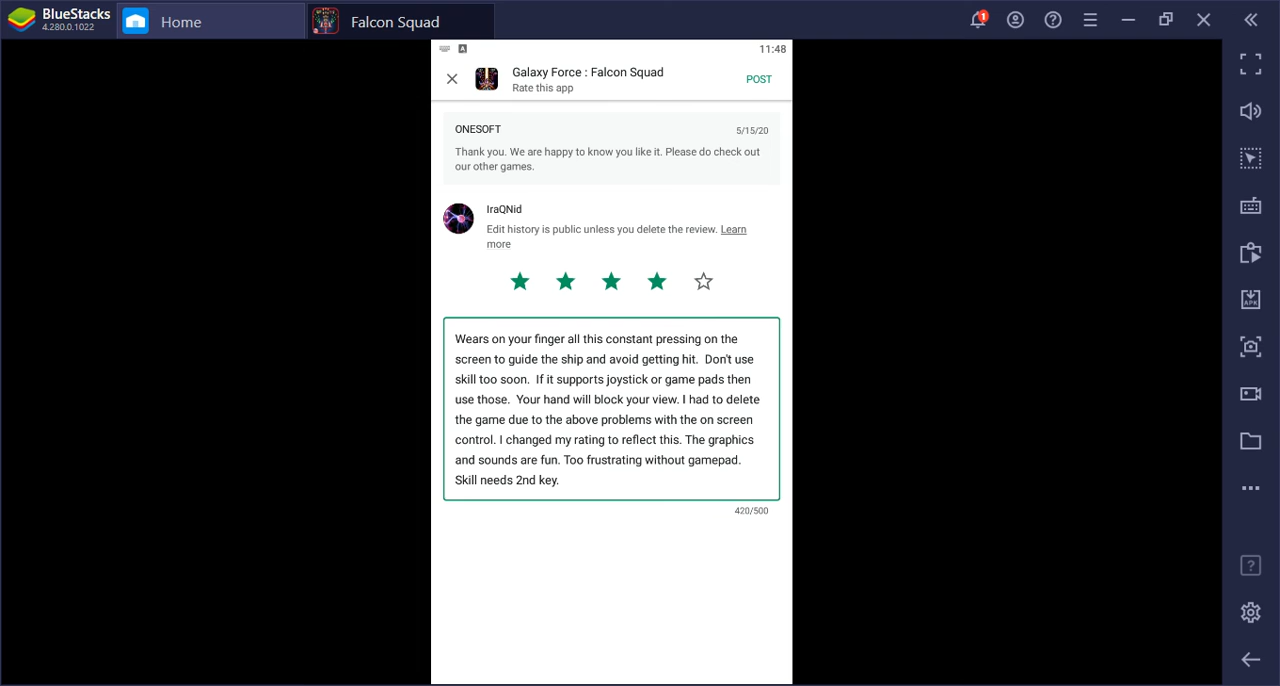 BlueStacks
4.280.0.1022
Home
Falcon Squad
1
A
11:48
Galaxy Force : Falcon Squad
Rate this app
POST
ONESOFT
5/15/20
Thank you. We are happy to know you like it. Please do check out
our other games.
IraQNid
Edit history is public unless you delete the review. Learn
more
Wears on your finger all this constant pressing on the
screen to guide the ship and avoid getting hit.  Don't use
skill too soon.  If it supports joystick or game pads then
use those.  Your hand will block your view. I had to delete
the game due to the above problems with the on screen
control. I changed my rating to reflect this. The graphics
and sounds are fun. Too frustrating without gamepad.
Skill needs 2nd key.
420/500
APK